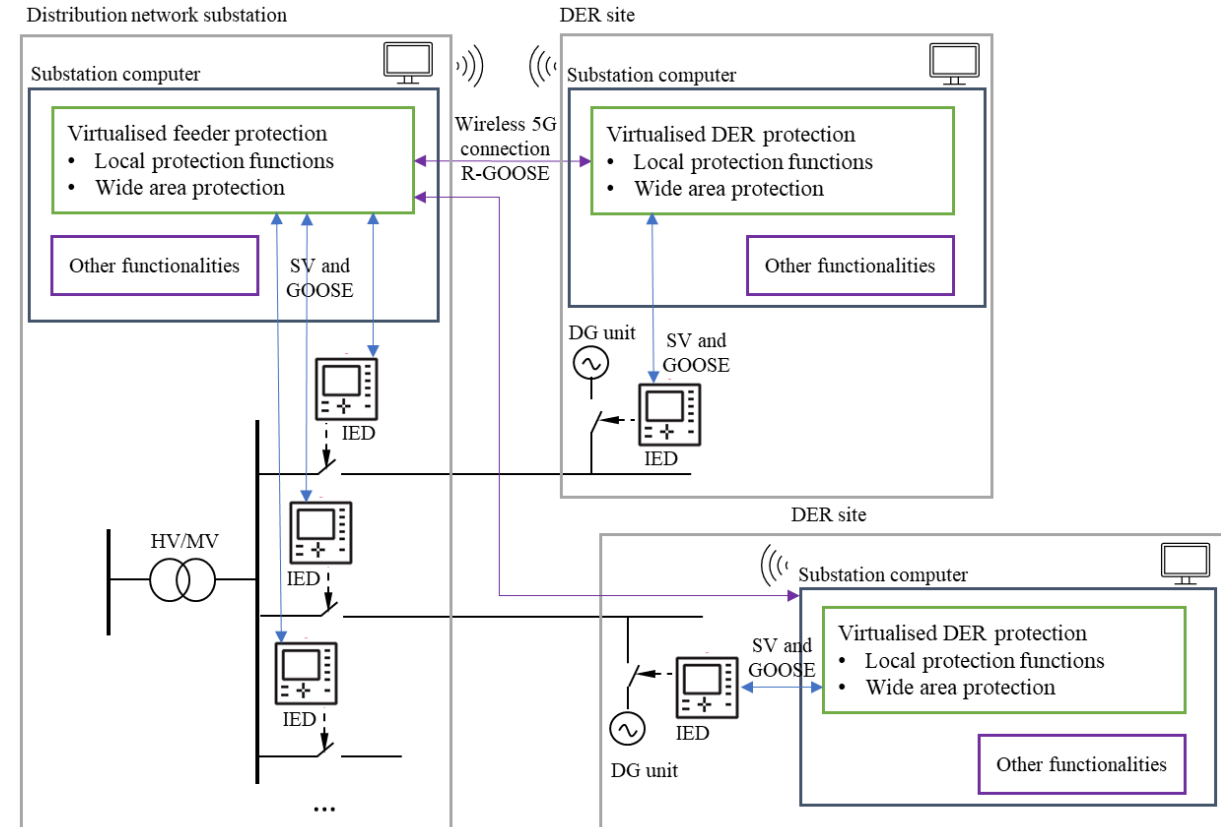 Distribution network substation
Substation computer
Virtualised feeder protection
• Local protection functions
• Wide area protection
Other functionalities
SV and
GOOSE
Wireless 5G
connection
R-GOOSE
DER site
Substation computer
Virtualised DER protection
• Local protection functions
• Wide area protection
Other functionalities
DG unit
SV and
GOOSE
IED
IED
HV/MV
IED
IED
...
DER site
Substation computer
Virtualised DER protection
• Local protection functions
• Wide area protection
SV and
GOOSE
IED
DG unit
Other functionalities